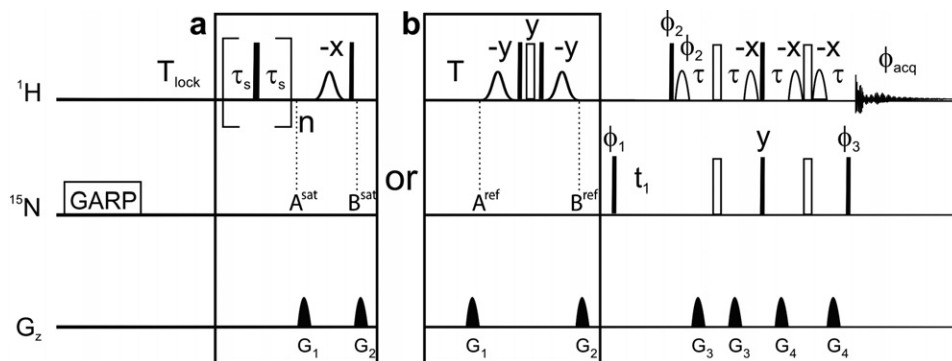 a b
y ϕ₂
-x -y -y ϕ₂ -x -x -x
T_lock [τ_s τ_s]_n T τ τ τ τ ϕ_acq
¹H
ϕ₁ y ϕ₃
or t₁
¹⁵N GARP A^sat B^sat A^ref B^ref
G_z
G₁ G₂ G₁ G₂ G₃ G₃ G₄ G₄